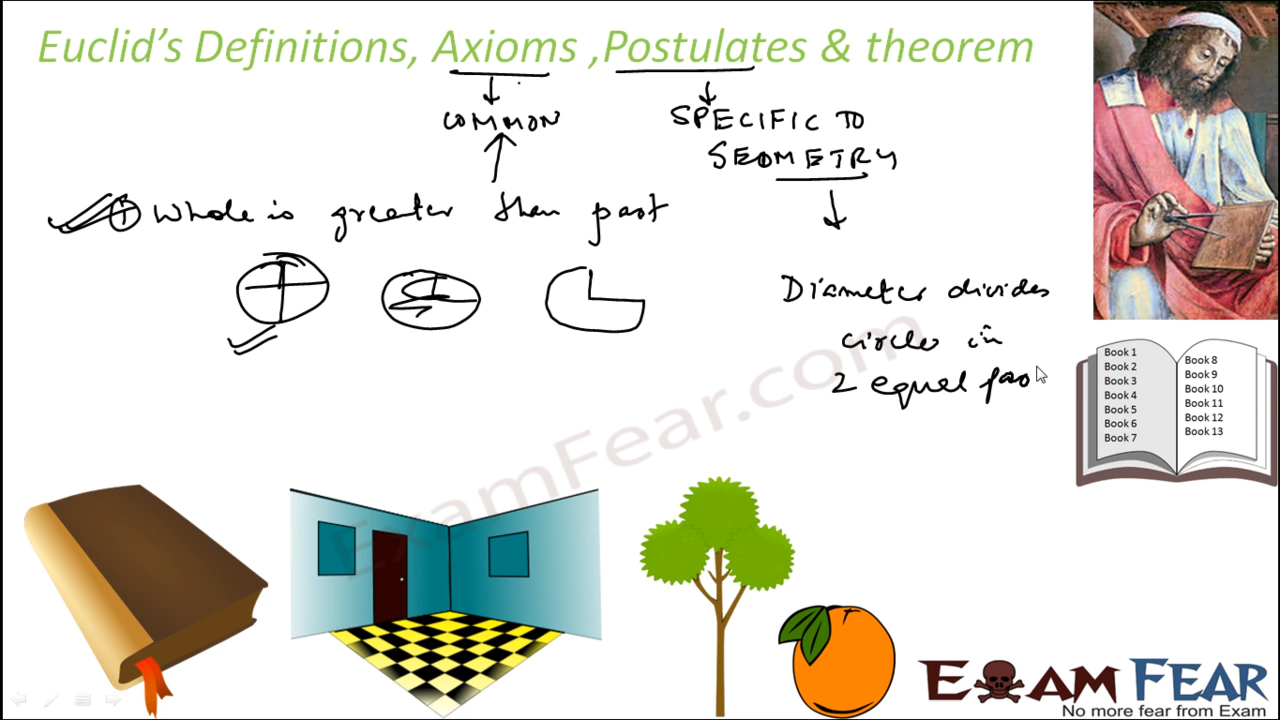 Euclid's Definitions, Axioms ,Postulates & theorem
COMMON
SPECIFIC TO
GEOMETRY
1 Whole is greater than part
Diameter divides
circle in
2 equal
Book 1
Book 2
Book 3
Book 4
Book 5
Book 6
Book 7
Book 8
Book 9
Book 10
Book 11
Book 12
Book 13
ExamFear.com
EXAM FEAR
No more fear from Exam